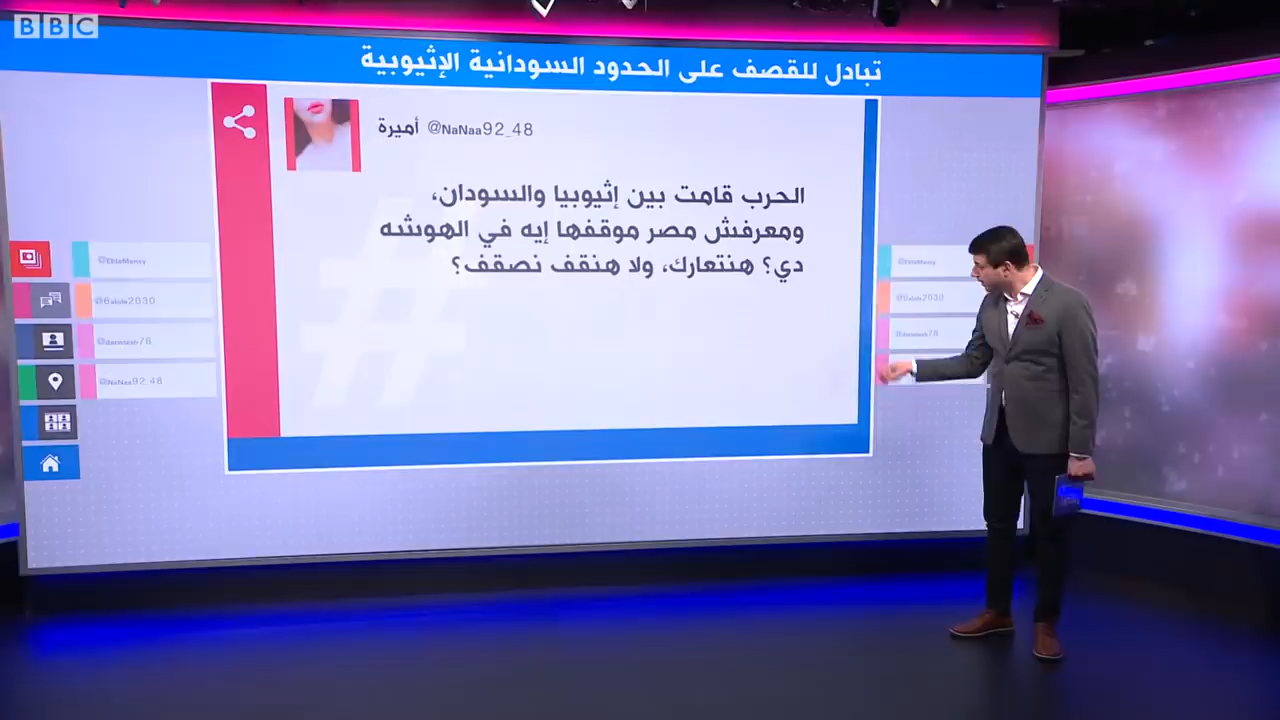 BBC
تبادل للقصف على الحدود السودانية الإثيوبية
أميرة @NaNaa92_48
الحرب قامت بين إثيوبيا والسودان،
ومعرفش مصر موقفها إيه في الهوشه
دي؟ هنتعارك، ولا هنقف نصقف؟
@NaNaa92_48